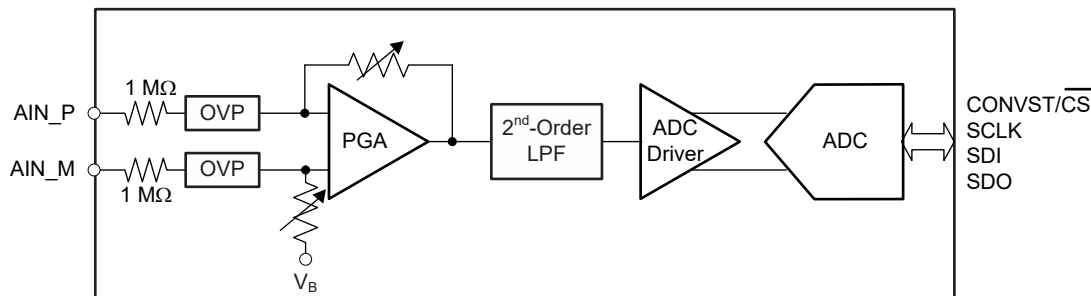 1 MΩ
AIN_P
OVP
PGA
2nd-Order
LPF
ADC
Driver
ADC
CONVST/CS
SCLK
SDI
SDO
AIN_M
OVP
1 MΩ
VB